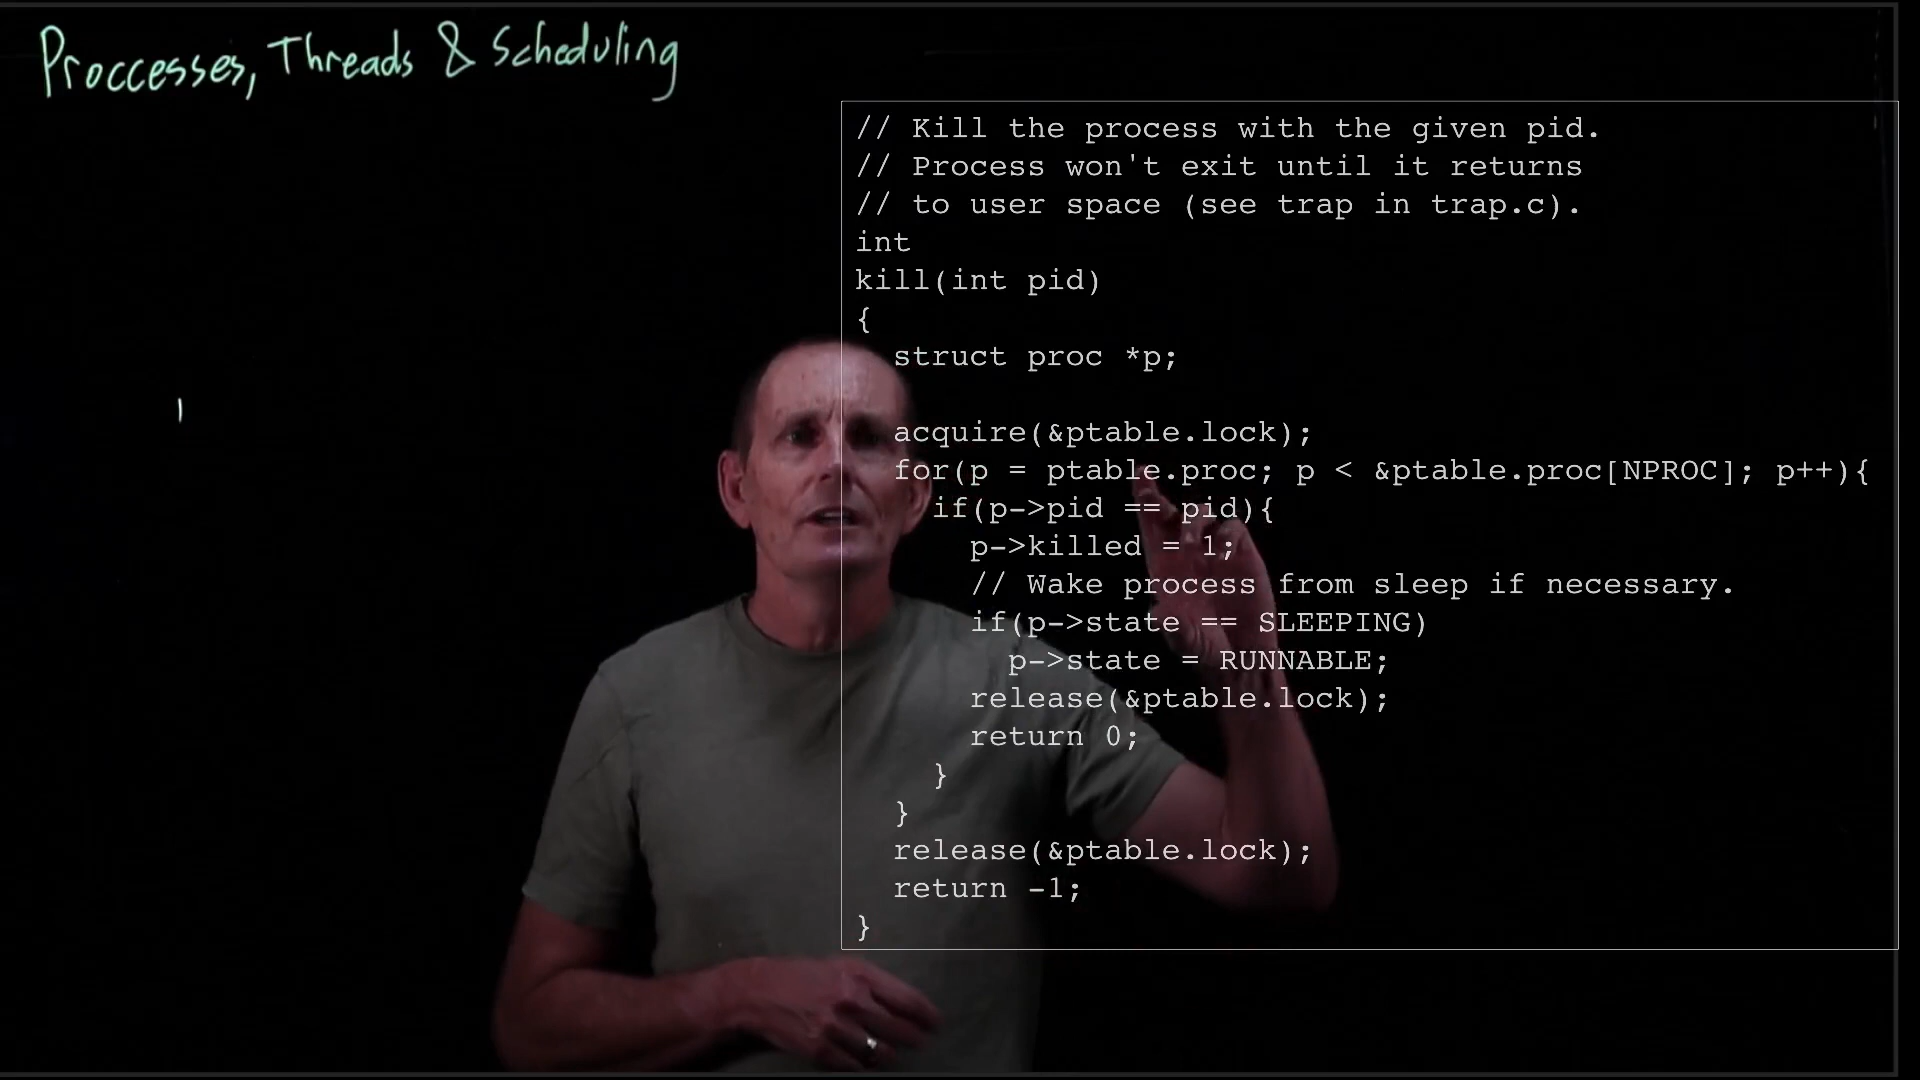 Proccesses, Threads & Scheduling
// Kill the process with the given pid.
// Process won't exit until it returns
// to user space (see trap in trap.c).
int
kill(int pid)
{
struct proc *p;
acquire(&ptable.lock);
for(p = ptable.proc; p < &ptable.proc[NPROC]; p++){
if(p->pid == pid){
p->killed = 1;
// Wake process from sleep if necessary.
if(p->state == SLEEPING)
p->state = RUNNABLE;
release(&ptable.lock);
return 0;
}
}
release(&ptable.lock);
return -1;
}